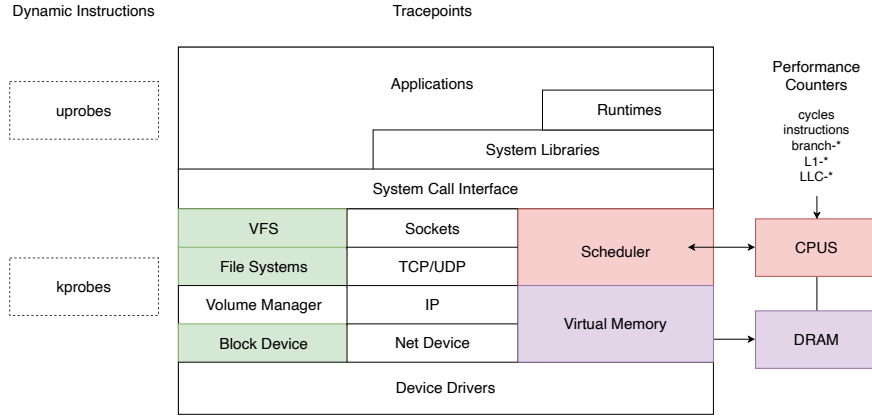 Dynamic Instructions
Tracepoints
Applications
Performance
Counters
uprobes
Runtimes
cycles
instructions
branch-*
L1-*
LLC-*
System Libraries
System Call Interface
VFS
Sockets
Scheduler
CPUS
File Systems
TCP/UDP
kprobes
Volume Manager
IP
Virtual Memory
DRAM
Block Device
Net Device
Device Drivers